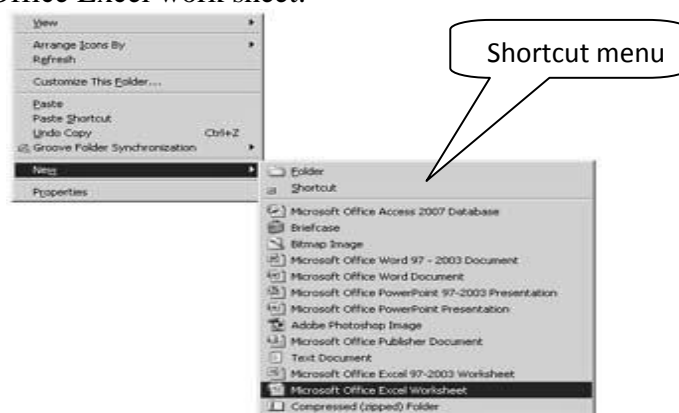 Office Excel work sheet.
View
Arrange Icons By
Refresh
Customize This Folder...
Paste
Paste Shortcut
Undo Copy Ctrl+Z
Groove Folder Synchronization
New
Properties
Shortcut menu
Folder
Shortcut
Microsoft Office Access 2007 Database
Briefcase
Bitmap Image
Microsoft Office Word 97 - 2003 Document
Microsoft Office Word Document
Microsoft Office PowerPoint 97-2003 Presentation
Microsoft Office PowerPoint Presentation
Adobe Photoshop Image
Microsoft Office Publisher Document
Text Document
Microsoft Office Excel 97-2003 Worksheet
Microsoft Office Excel Worksheet
Compressed (zipped) Folder